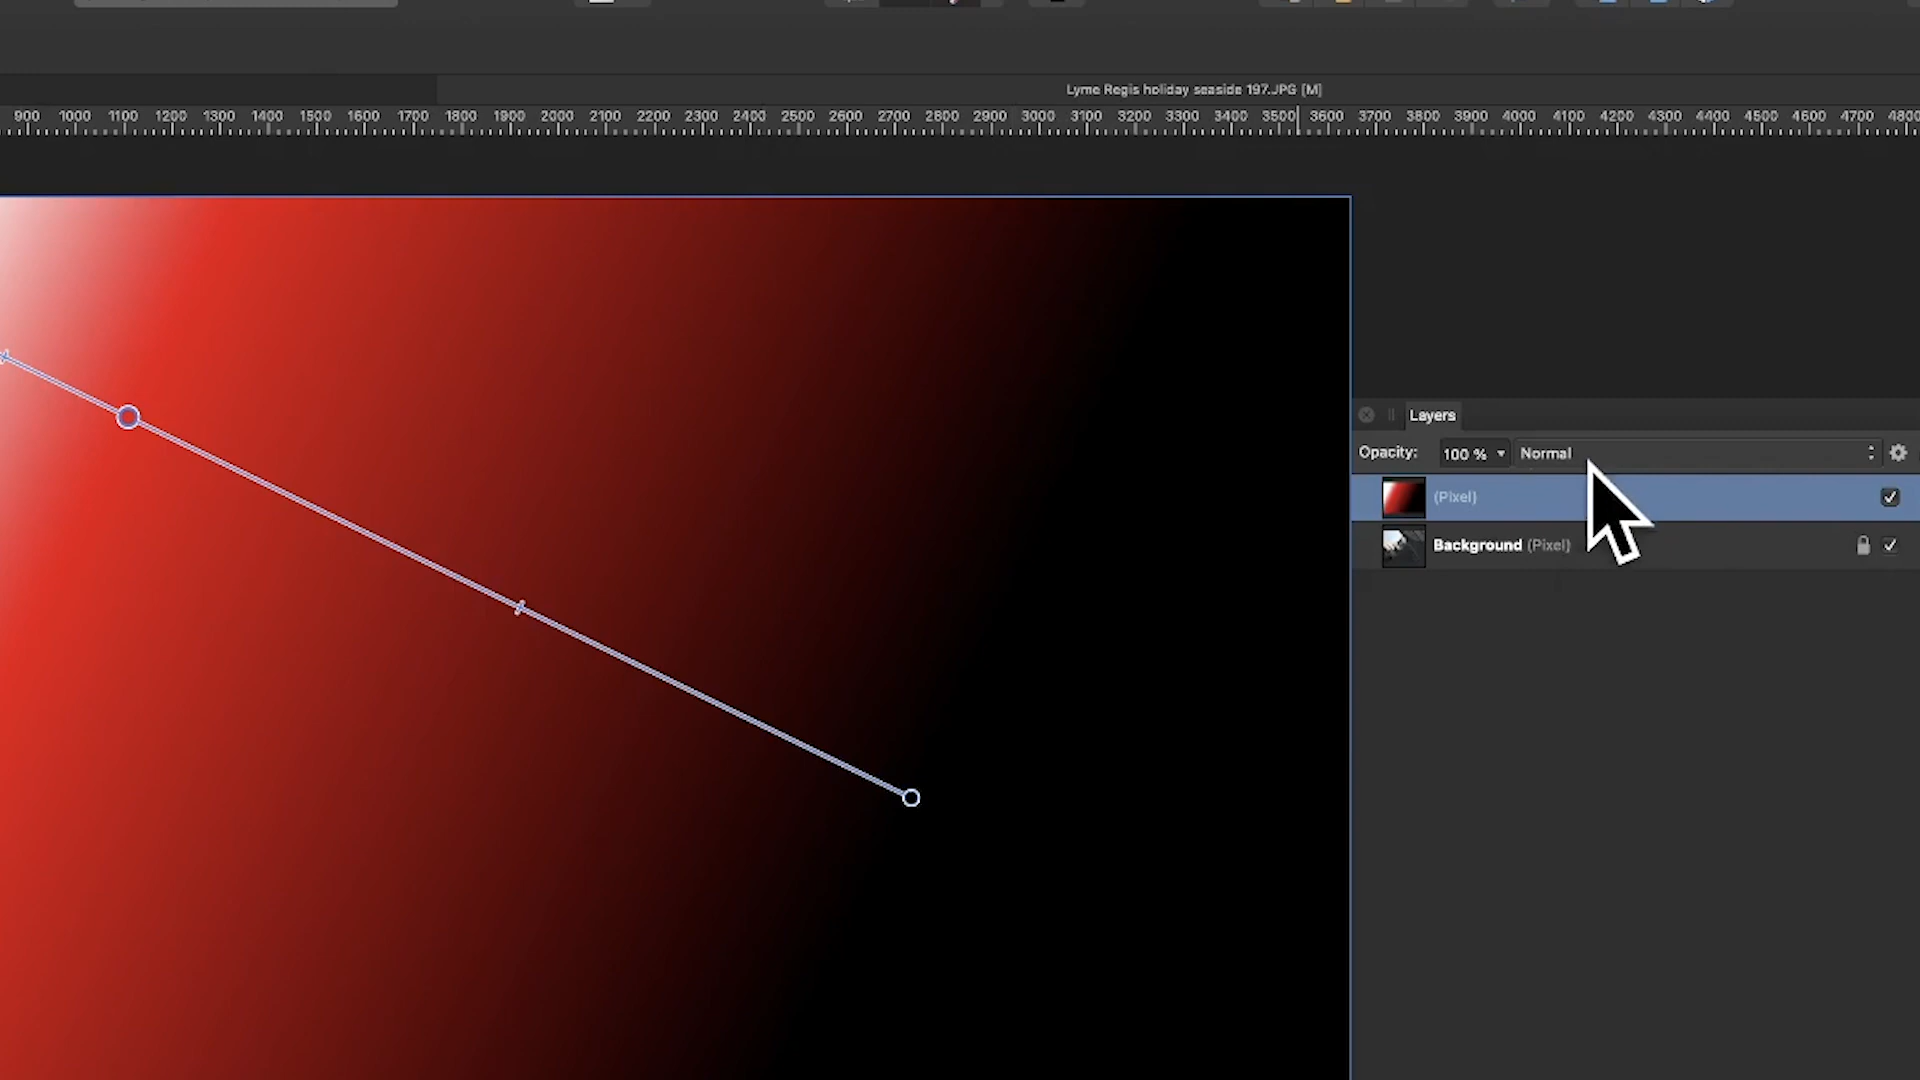 Lyme Regis holiday seaside 197.JPG [M]
900 1000 1100 1200 1300 1400 1500 1600 1700 1800 1900 2000 2100 2200 2300 2400 2500 2600 2700 2800 2900 3000 3100 3200 3300 3400 3500 3600 3700 3800 3900 4000 4100 4200 4300 4400 4500 4600 4700 4800
Layers
Opacity: 100 % Normal
(Pixel)
Background (Pixel)